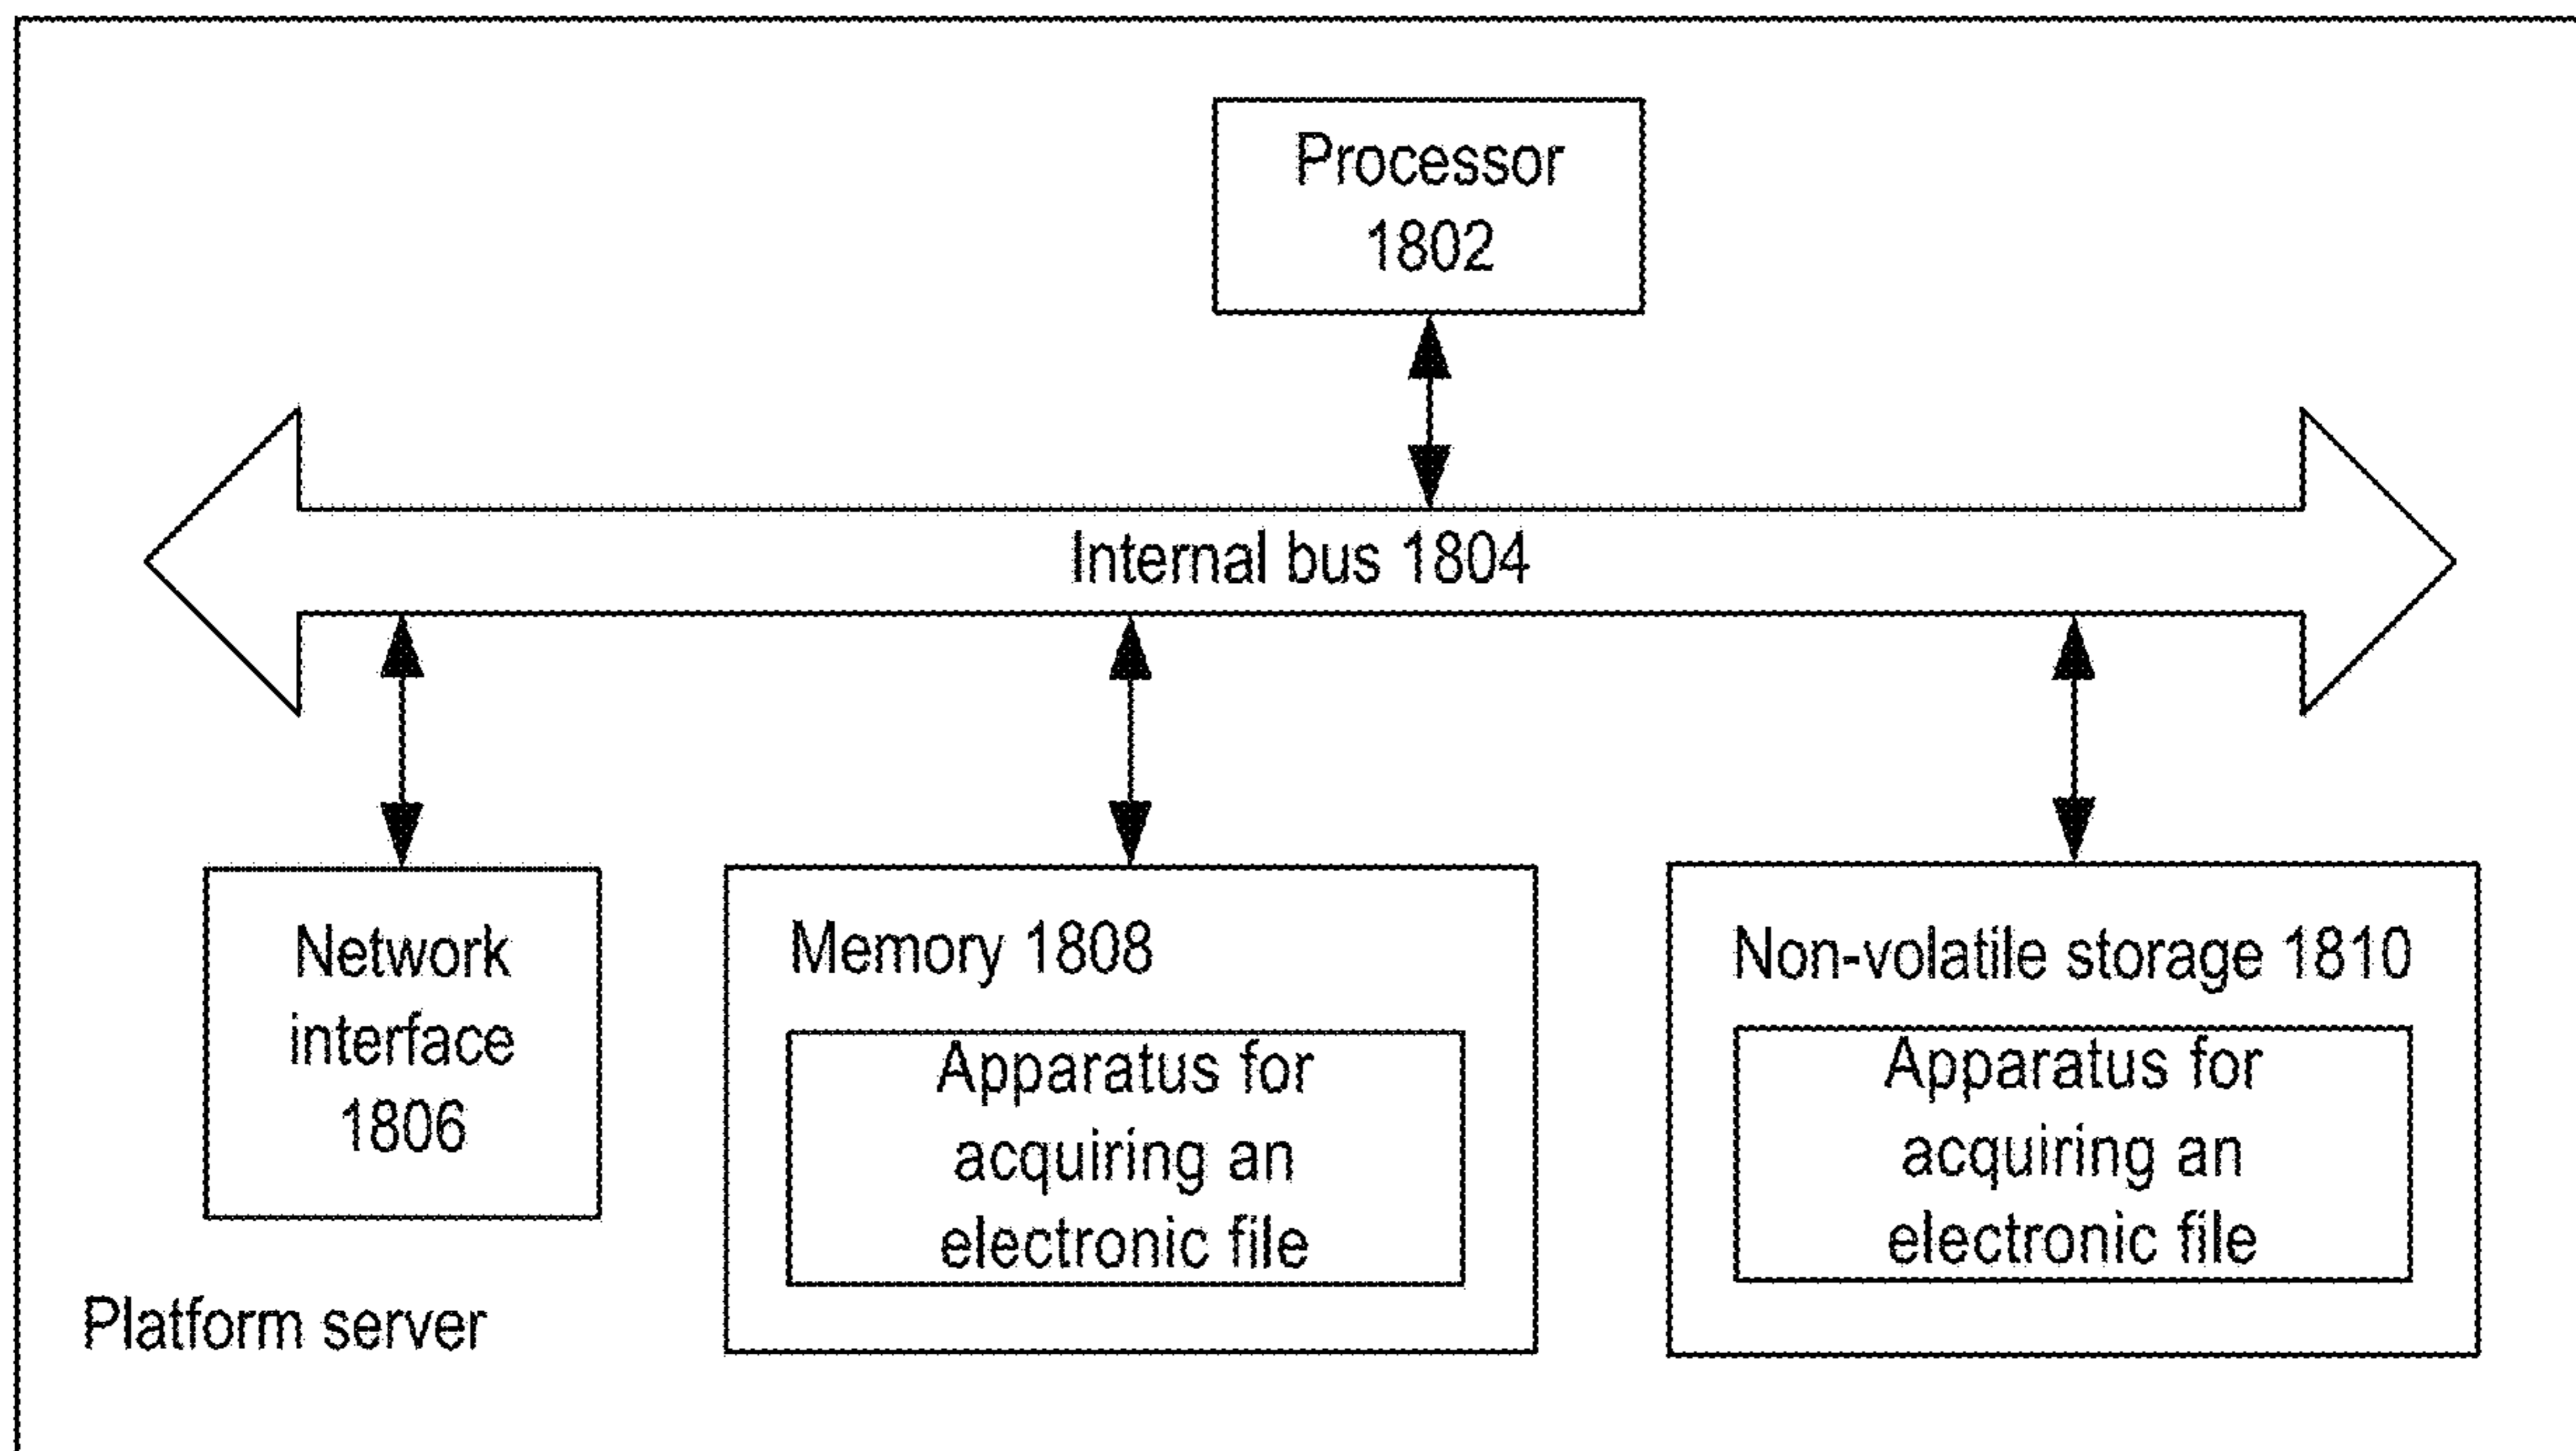 Processor
1802
Internal bus 1804
Network
interface
1806
Memory 1808
Apparatus for
acquiring an
electronic file
Non-volatile storage 1810
Apparatus for
acquiring an
electronic file
Platform server